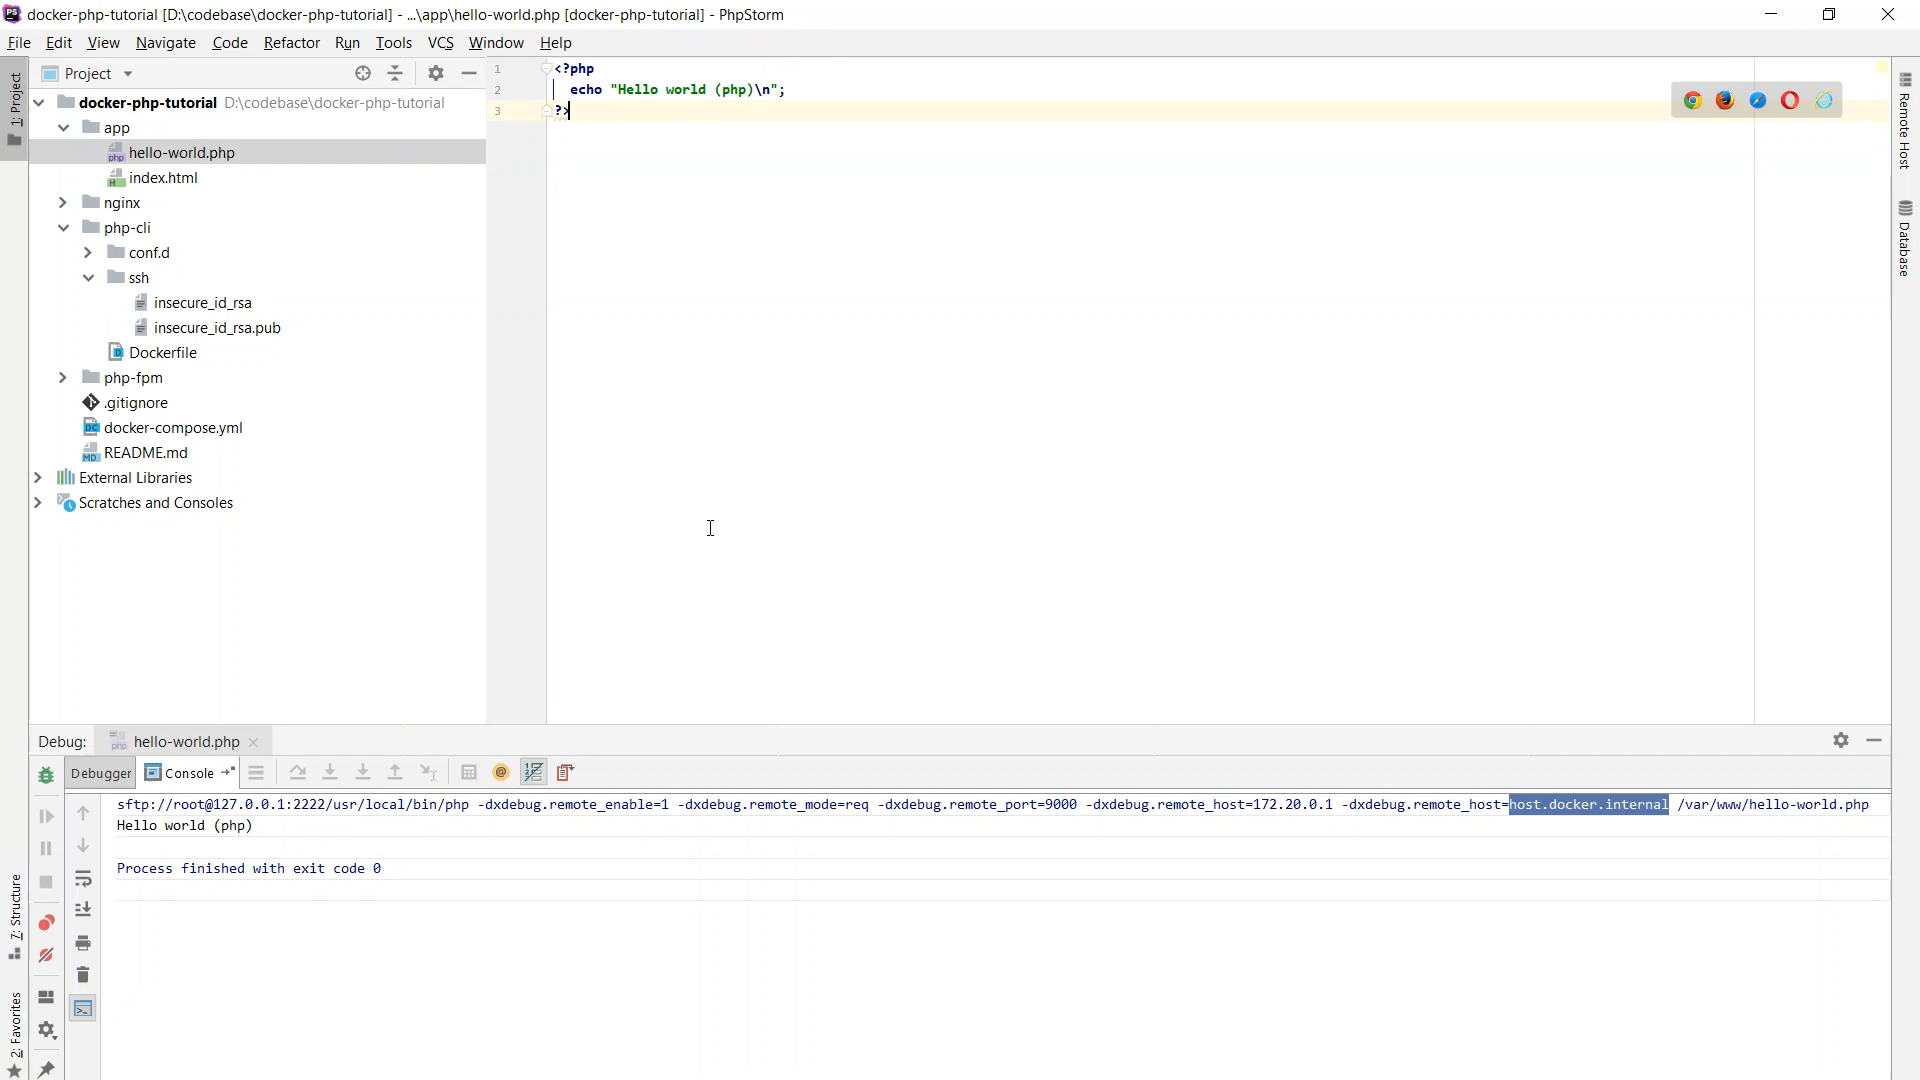 PS docker-php-tutorial [D:\codebase\docker-php-tutorial] - ...\app\hello-world.php [docker-php-tutorial] - PhpStorm
File Edit View Navigate Code Refactor Run Tools VCS Window Help
1: Project
Project
docker-php-tutorial D:\codebase\docker-php-tutorial
app
php hello-world.php
H index.html
nginx
php-cli
conf.d
ssh
insecure_id_rsa
insecure_id_rsa.pub
D Dockerfile
php-fpm
.gitignore
DC docker-compose.yml
MD README.md
External Libraries
Scratches and Consoles
1 <?php
2 echo "Hello world (php)\n";
3 ?>
Remote Host
Database
Debug: php hello-world.php
Debugger Console
sftp://root@127.0.0.1:2222/usr/local/bin/php -dxdebug.remote_enable=1 -dxdebug.remote_mode=req -dxdebug.remote_port=9000 -dxdebug.remote_host=172.20.0.1 -dxdebug.remote_host=host.docker.internal /var/www/hello-world.php
Hello world (php)
Process finished with exit code 0
7: Structure
2: Favorites